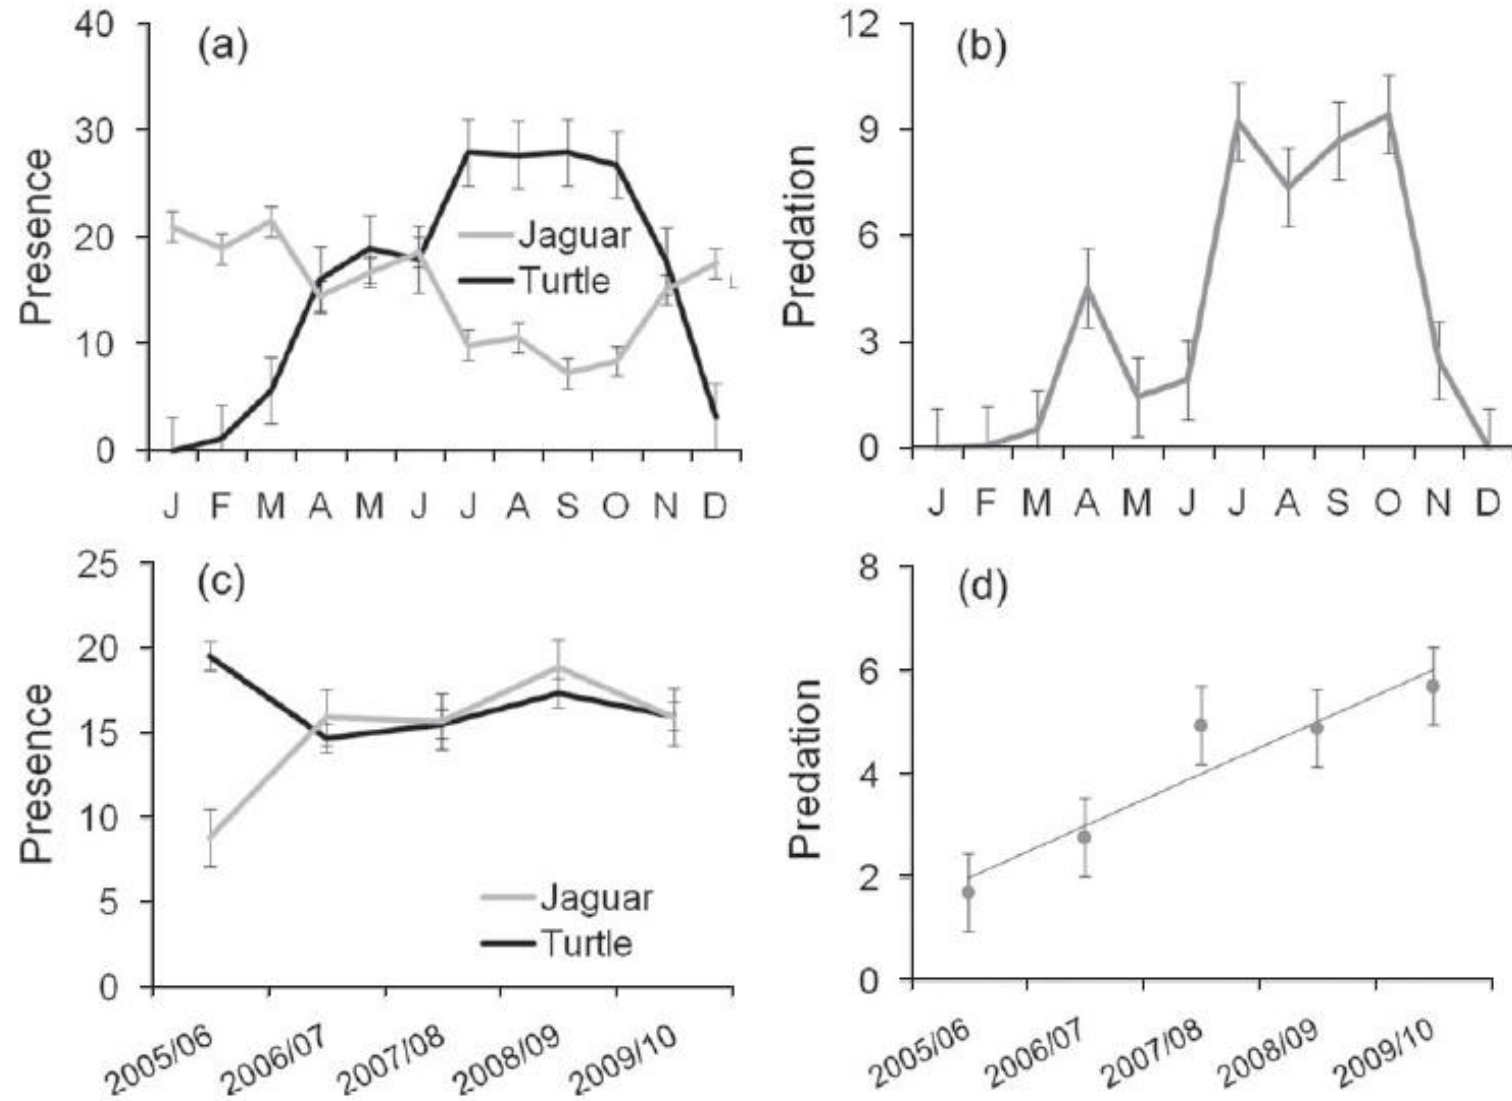 (a)
Presence
40
30
20
10
0
Jaguar
Turtle
J F M A M J J A S O N D
(b)
Predation
12
9
6
3
0
J F M A M J J A S O N D
(c)
Presence
25
20
15
10
5
0
Jaguar
Turtle
2005/06 2006/07 2007/08 2008/09 2009/10
(d)
Predation
8
6
4
2
0
2005/06 2006/07 2007/08 2008/09 2009/10